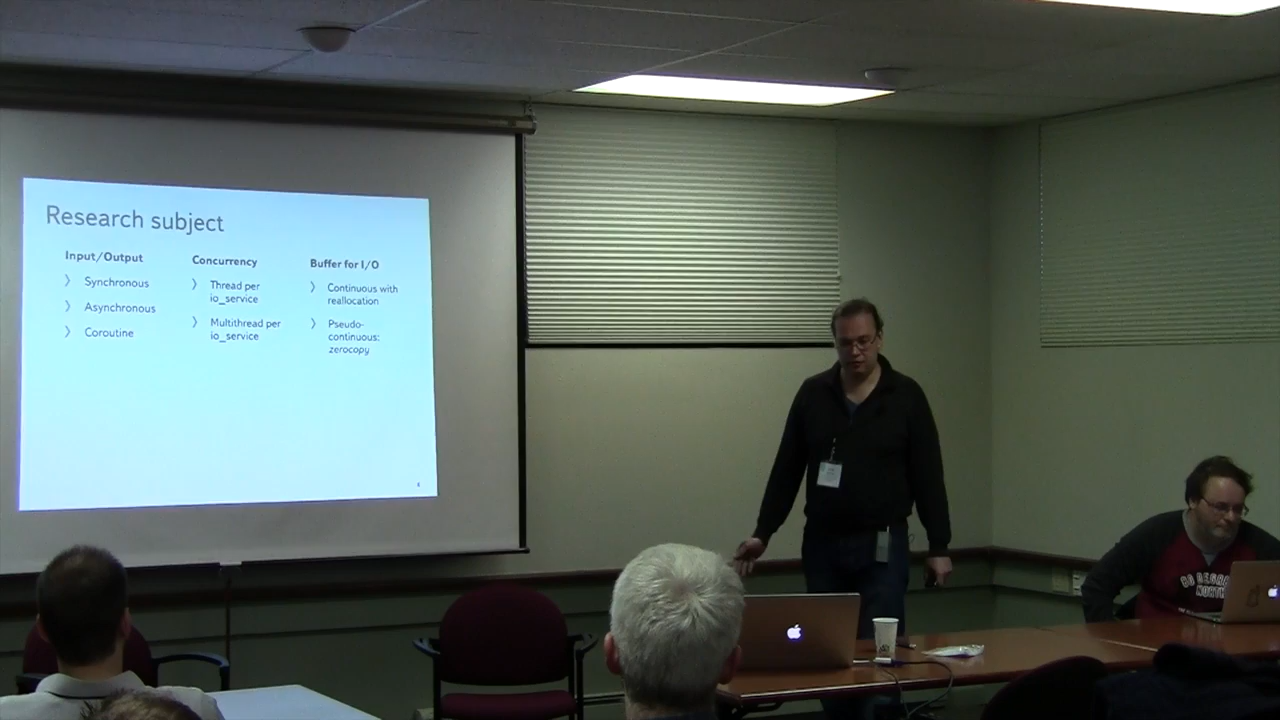 Research subject
Input/Output
Synchronous
Asynchronous
Coroutine
Concurrency
Thread per
io_service
Multithread per
io_service
Buffer for I/O
Continuous with
reallocation
Pseudo-
continuous:
zerocopy